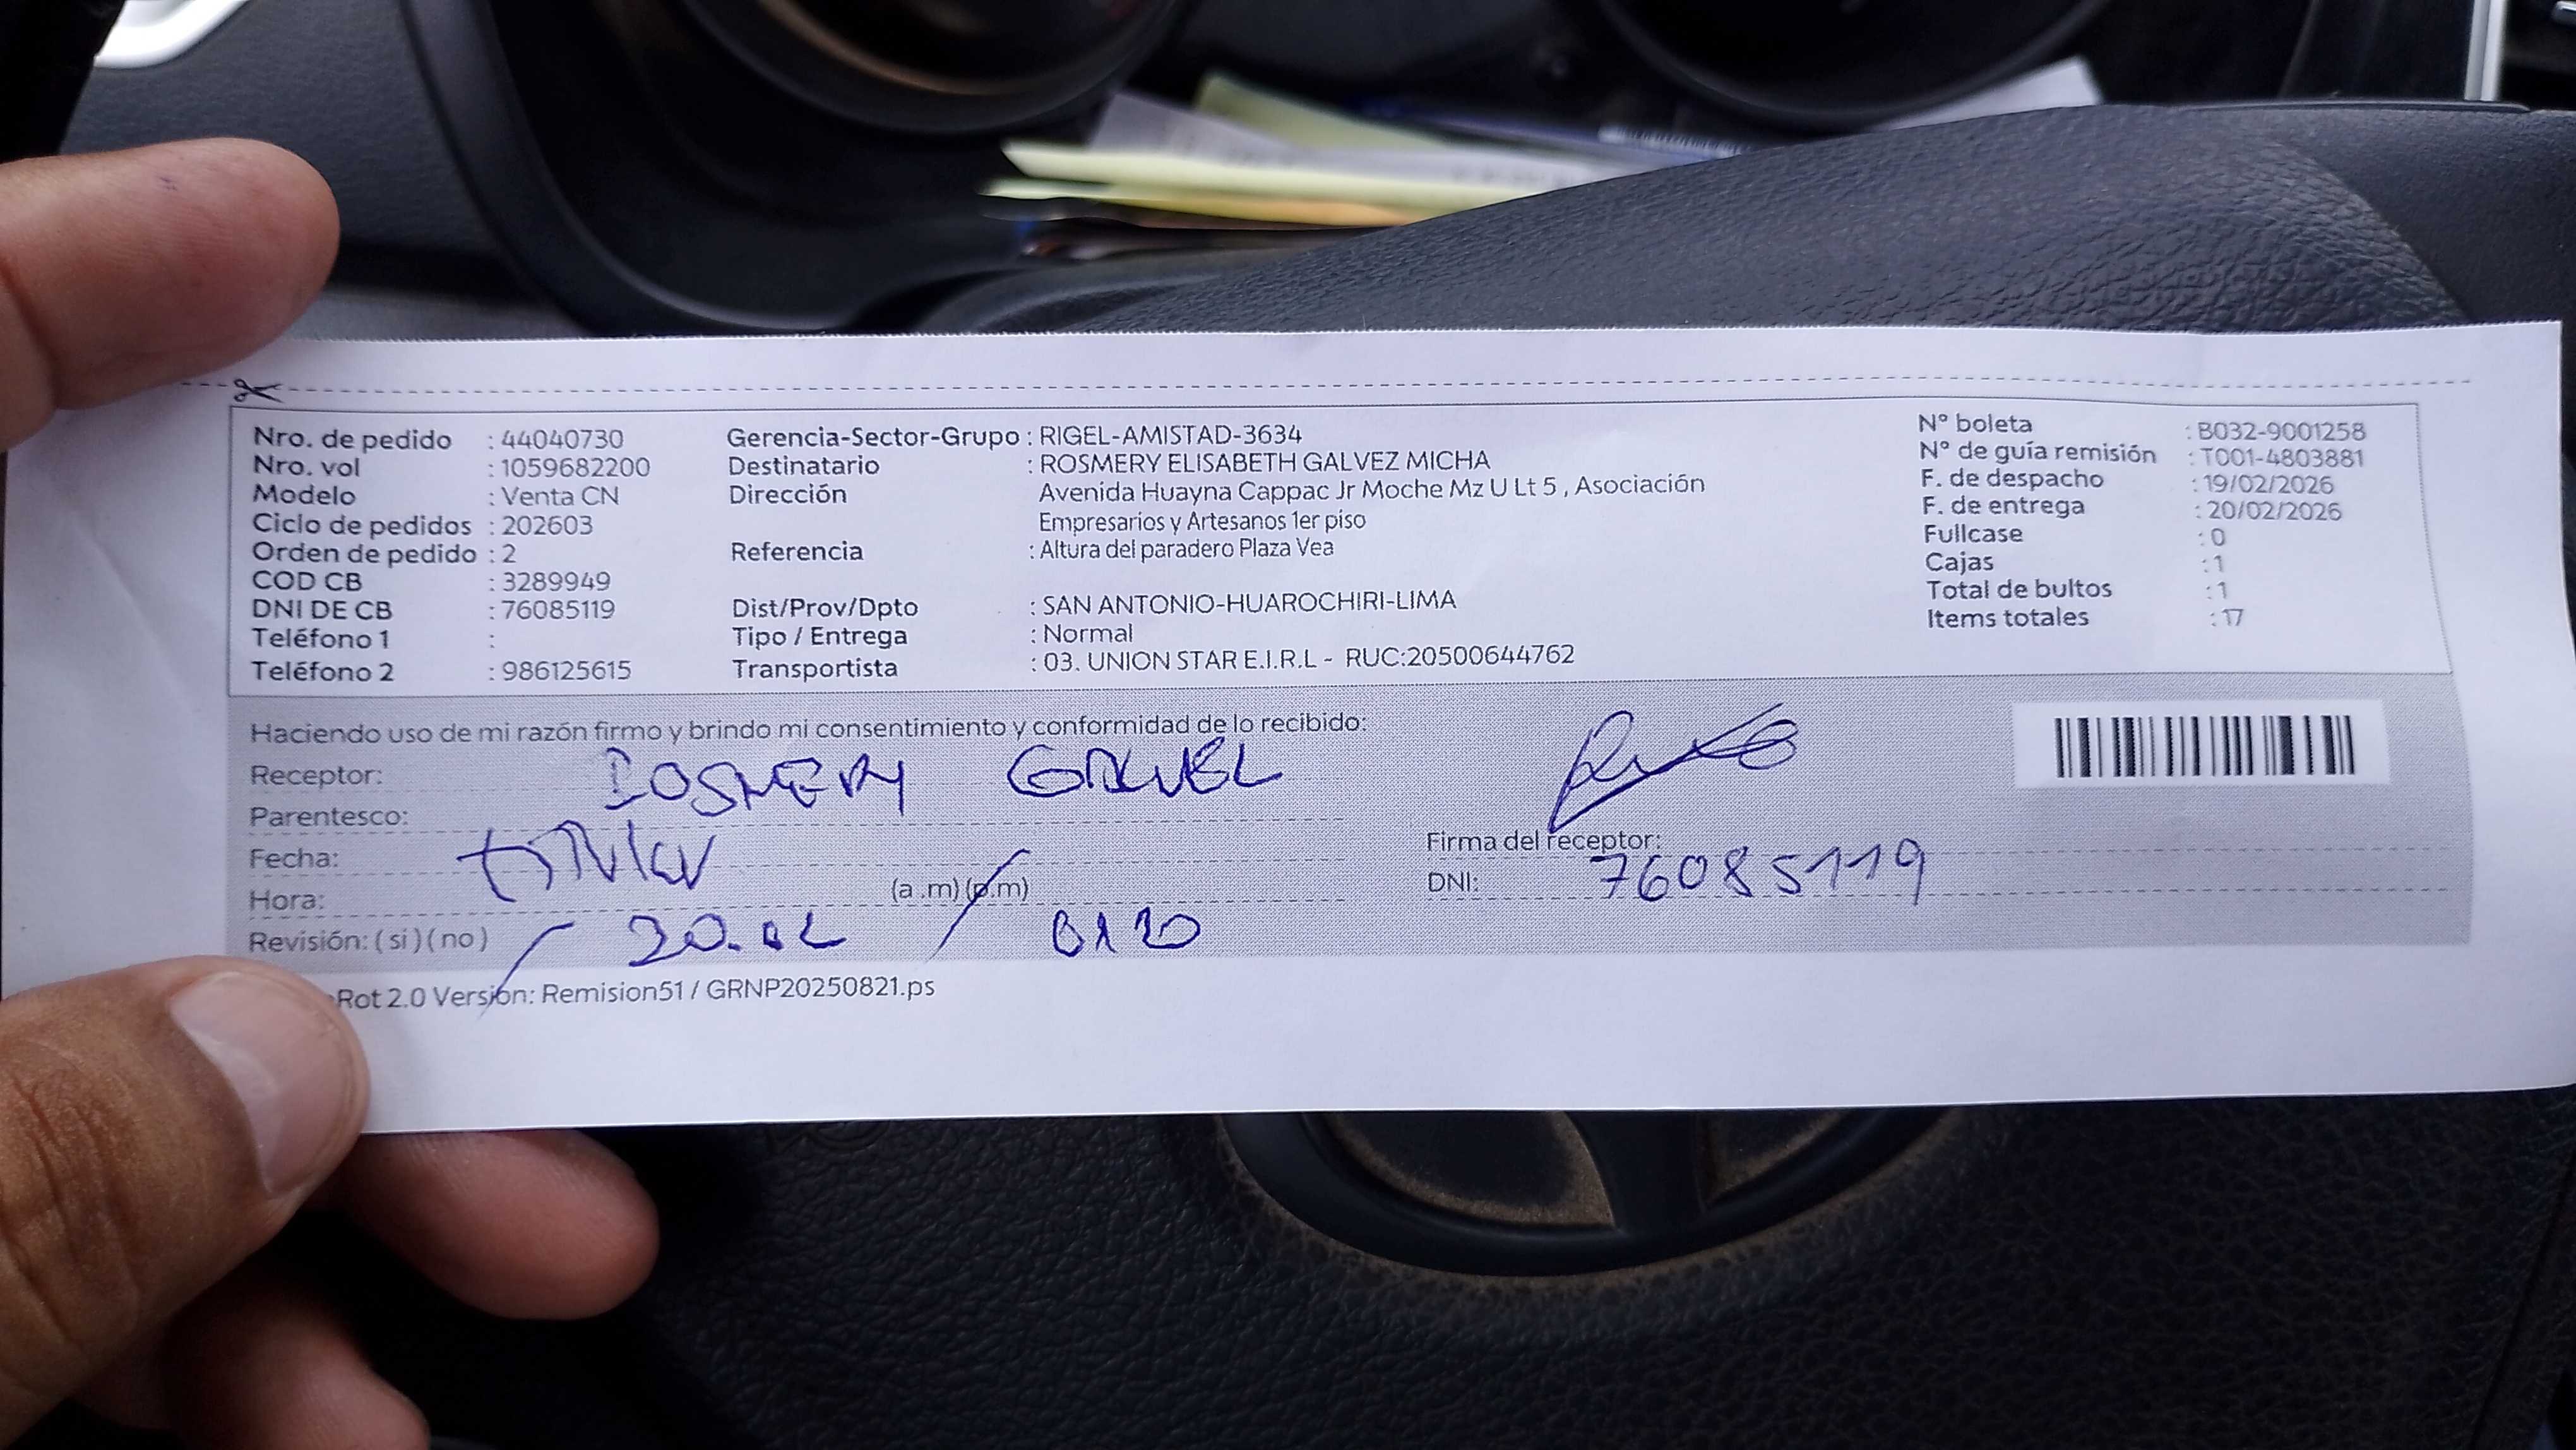 Nro. de pedido : 44040730
Nro. vol : 1059682200
Modelo : Venta CN
Ciclo de pedidos : 202603
Orden de pedido : 2
COD CB : 3289949
DNI DE CB : 76085119
Teléfono 1 :
Teléfono 2 : 986125615
Gerencia-Sector-Grupo : RIGEL-AMISTAD-3634
Destinatario : ROSMERY ELISABETH GALVEZ MICHA
Dirección Avenida Huayna Cappac Jr Moche Mz U Lt 5 , Asociación
Empresarios y Artesanos 1er piso
Referencia : Altura del paradero Plaza Vea
Dist/Prov/Dpto : SAN ANTONIO-HUAROCHIRI-LIMA
Tipo / Entrega : Normal
Transportista : 03. UNION STAR E.I.R.L - RUC:20500644762
N° boleta : B032-9001258
N° de guía remisión : T001-4803881
F. de despacho : 19/02/2026
F. de entrega : 20/02/2026
Fullcase : 0
Cajas : 1
Total de bultos : 1
Items totales : 17
Haciendo uso de mi razón firmo y brindo mi consentimiento y conformidad de lo recibido:
Receptor: ROSMERY GALVEZ
Parentesco:
Fecha:
Hora: (a .m) (p.m)
Revisión: ( si ) ( no ) 20.02
Firma del receptor:
DNI: 76085119
Rot 2.0 Versión: Remision51 / GRNP20250821.ps